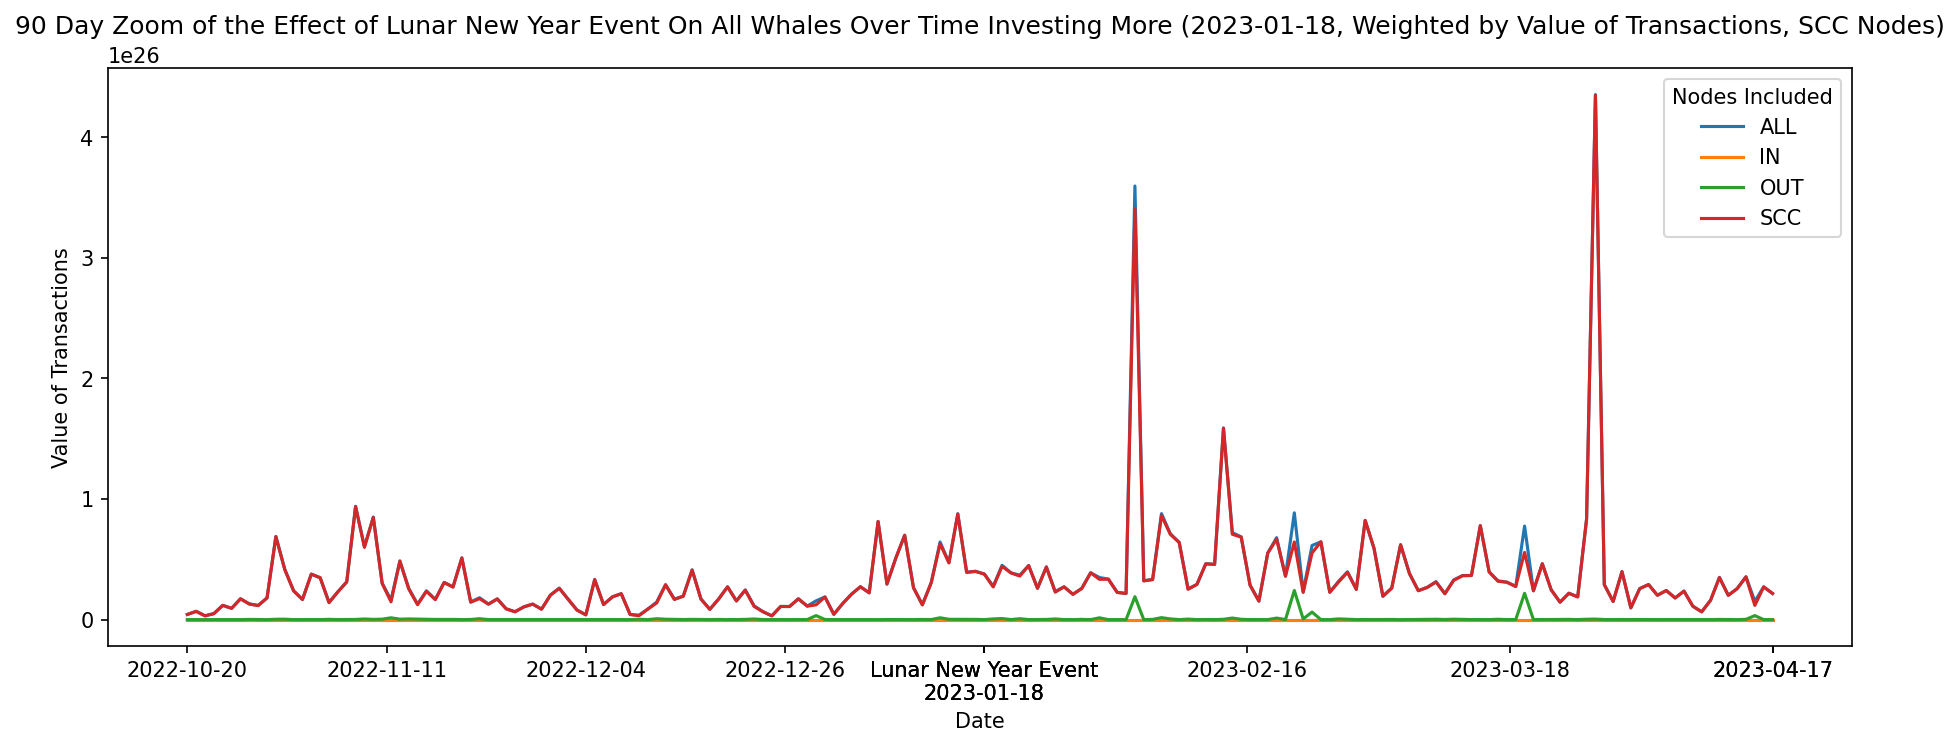 90 Day Zoom of the Effect of Lunar New Year Event On All Whales Over Time Investing More (2023-01-18, Weighted by Value of Transactions, SCC Nodes)
1e26
Nodes Included
ALL
IN
OUT
SCC
Value of Transactions
4
3
2
1
0
2022-10-20
2022-11-11
2022-12-04
2022-12-26
Lunar New Year Event
2023-01-18
2023-02-16
2023-03-18
2023-04-17
Date